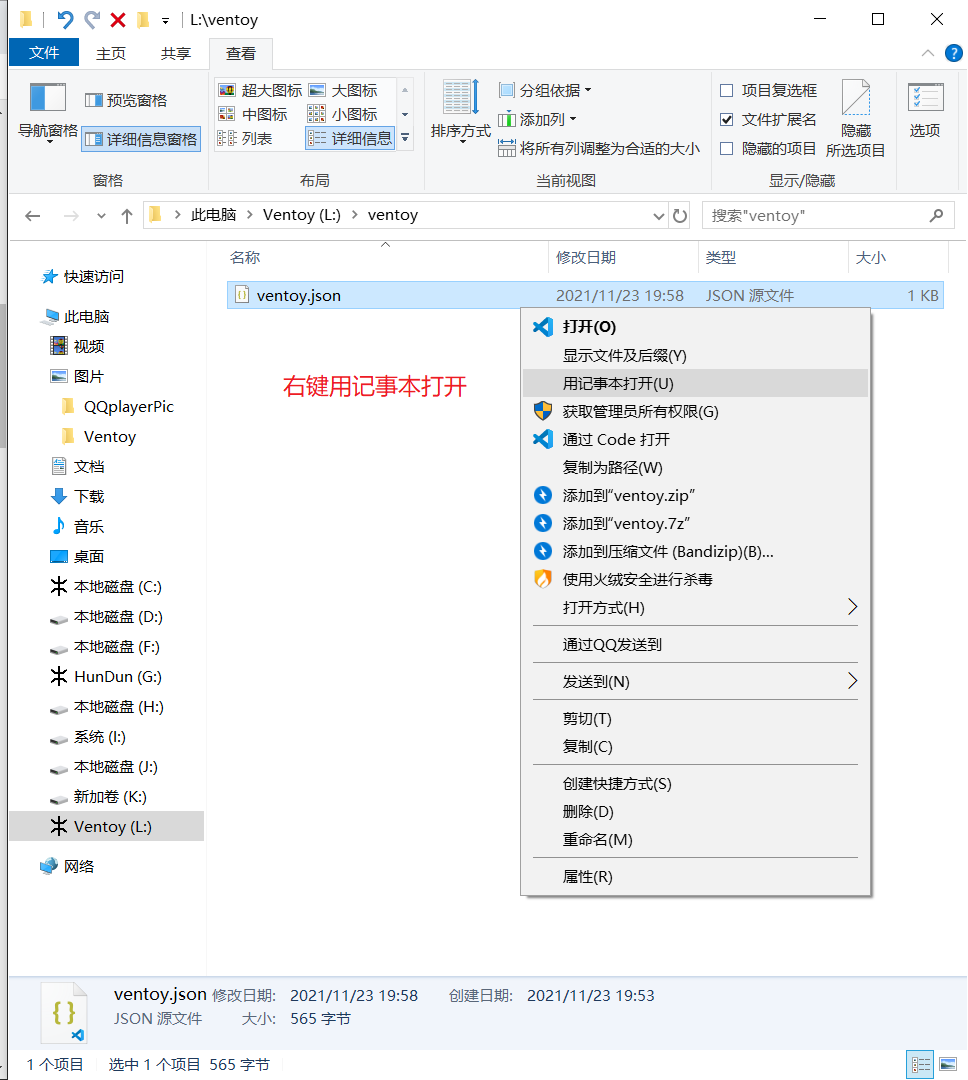 L:\ventoy
文件 主页 共享 查看
导航窗格
预览窗格
详细信息窗格
窗格
超大图标 大图标
中图标 小图标
列表 详细信息
布局
排序方式
分组依据
添加列
将所有列调整为合适的大小
当前视图
项目复选框
文件扩展名
隐藏的项目
隐藏
所选项目
显示/隐藏
选项
此电脑 Ventoy (L:) ventoy
搜索"ventoy"
名称 修改日期 类型 大小
ventoy.json 2021/11/23 19:58 JSON 源文件 1 KB
快速访问
此电脑
视频
图片
QQplayerPic
Ventoy
文档
下载
音乐
桌面
本地磁盘 (C:)
本地磁盘 (D:)
本地磁盘 (F:)
HunDun (G:)
本地磁盘 (H:)
系统 (I:)
本地磁盘 (J:)
新加卷 (K:)
Ventoy (L:)
网络
右键用记事本打开
打开(O)
显示文件及后缀(Y)
用记事本打开(U)
获取管理员所有权限(G)
通过 Code 打开
复制为路径(W)
添加到“ventoy.zip”
添加到“ventoy.7z”
添加到压缩文件 (Bandizip)(B)...
使用火绒安全进行杀毒
打开方式(H)
通过QQ发送到
发送到(N)
剪切(T)
复制(C)
创建快捷方式(S)
删除(D)
重命名(M)
属性(R)
ventoy.json 修改日期: 2021/11/23 19:58 创建日期: 2021/11/23 19:53
JSON 源文件 大小: 565 字节
1 个项目 选中 1 个项目 565 字节